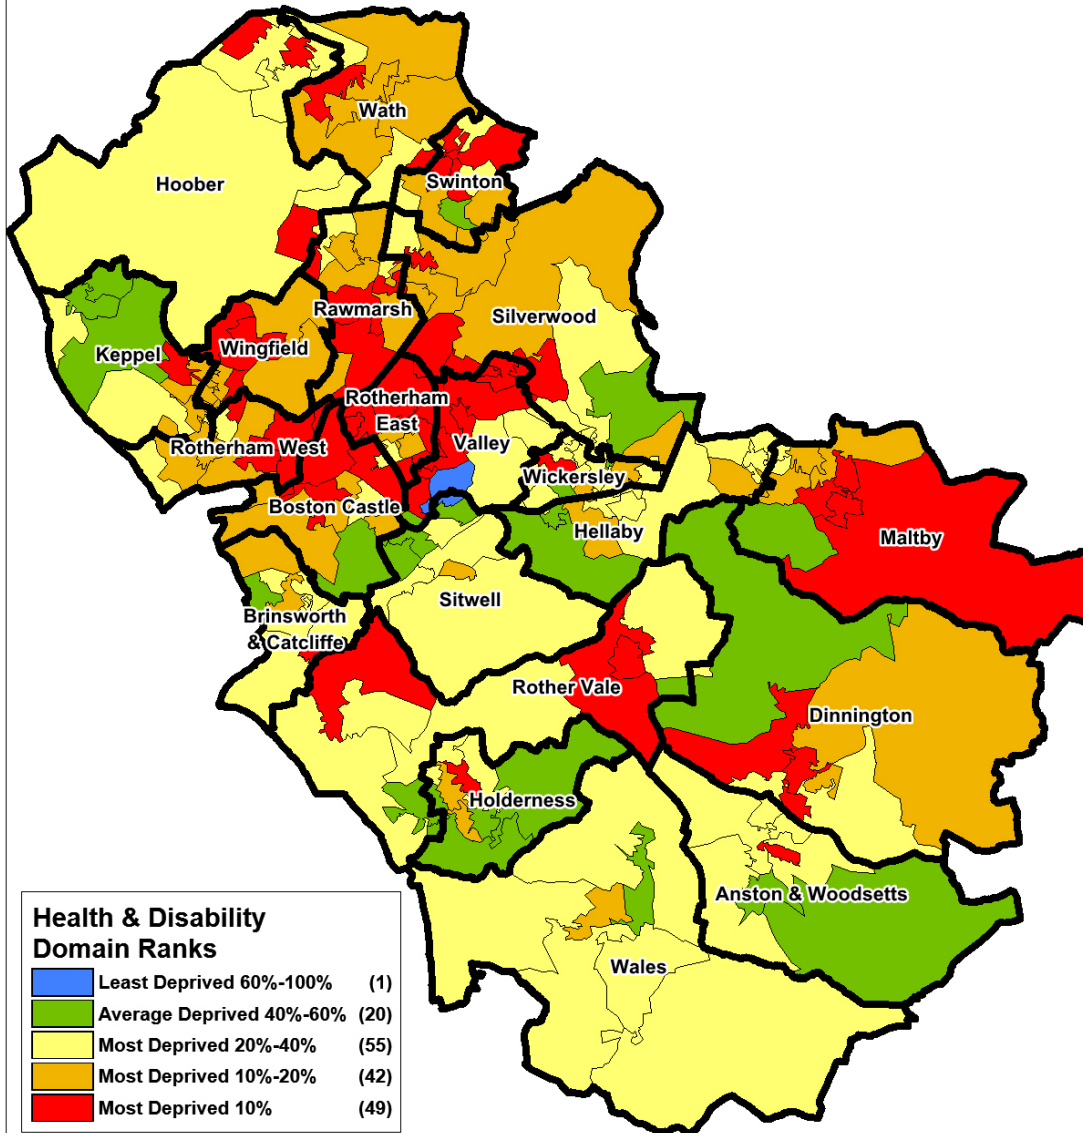 Wath
Hoober
Swinton
Rawmarsh
Silverwood
Keppel
Wingfield
Rotherham
East
Rotherham West
Valley
Wickersley
Boston Castle
Hellaby
Maltby
Sitwell
Brinsworth
& Catcliffe
Rother Vale
Dinnington
Holderness
Anston & Woodsetts
Wales
Health & Disability
Domain Ranks
Least Deprived 60%-100% (1)
Average Deprived 40%-60% (20)
Most Deprived 20%-40% (55)
Most Deprived 10%-20% (42)
Most Deprived 10% (49)